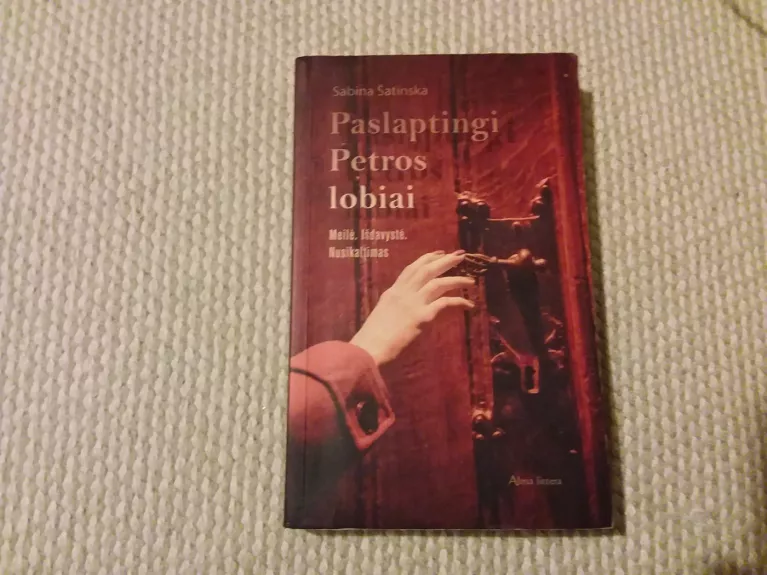 Sabina Šatinska
Paslaptingi
Petros
lobiai
Meilė. Išdavystė.
Nusikaltimas
Alma littera